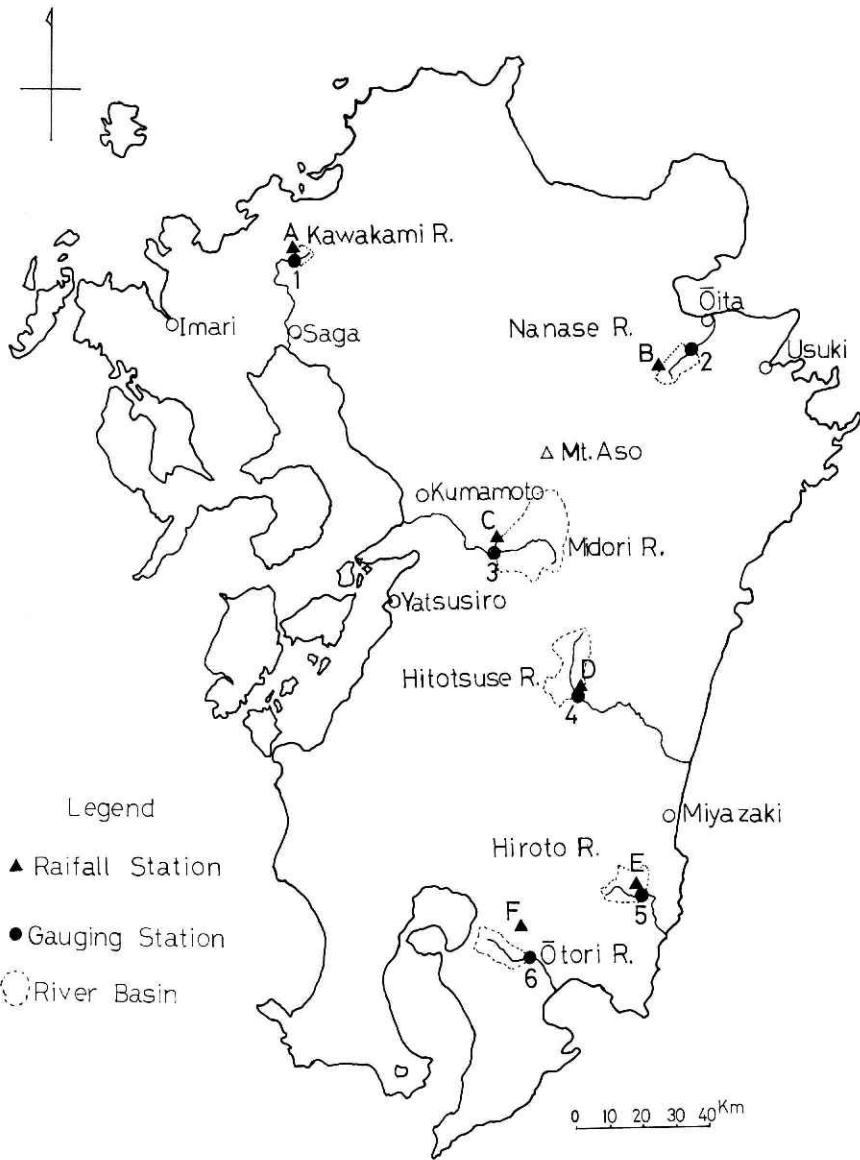 A Kawakami R.
1
Imari
Saga
Ōita
Nanase R.
B
2
Usuki
Mt. Aso
Kumamoto
C
Midori R.
3
Yatsusiro
D
Hitotsuse R.
4
Legend
Miyazaki
Hiroto R.
Raifall Station
E
5
F
Gauging Station
Ōtori R.
6
River Basin
0 10 20 30 40 Km